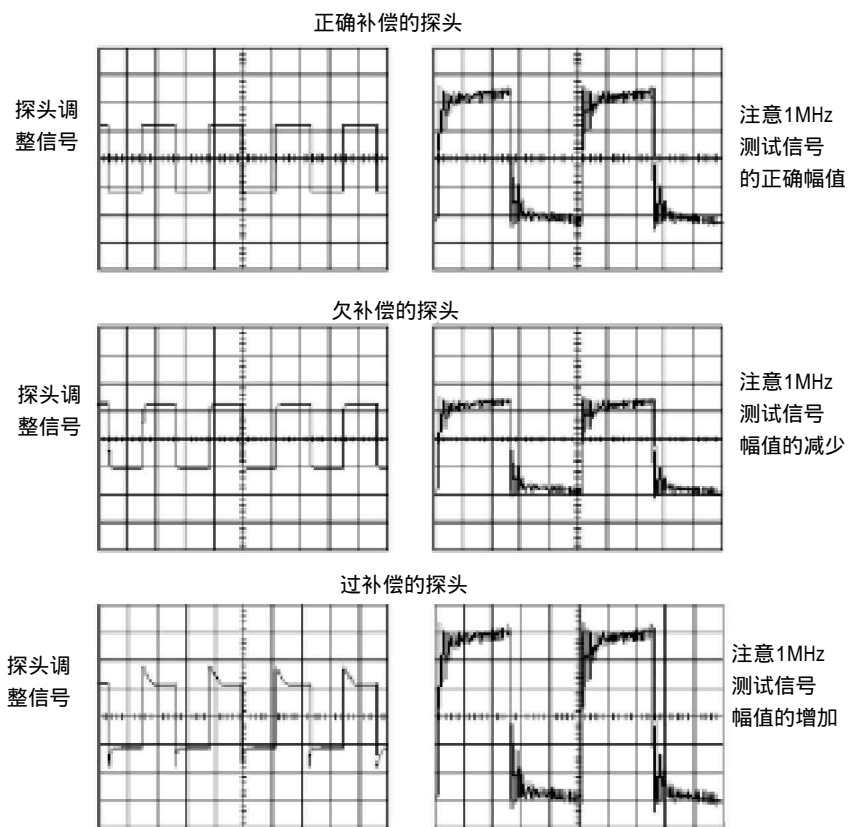 正确补偿的探头
探头调
整信号
注意1MHz
测试信号
的正确幅值
欠补偿的探头
探头调
整信号
注意1MHz
测试信号
幅值的减少
过补偿的探头
探头调
整信号
注意1MHz
测试信号
幅值的增加